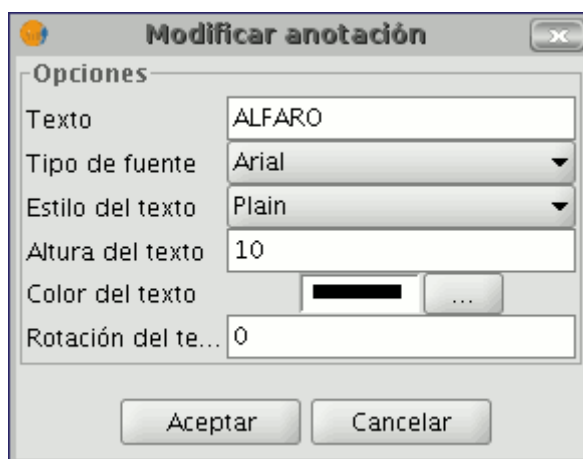 Modificar anotación
Opciones
Texto ALFARO
Tipo de fuente Arial
Estilo del texto Plain
Altura del texto 10
Color del texto ...
Rotación del te... 0
Aceptar Cancelar